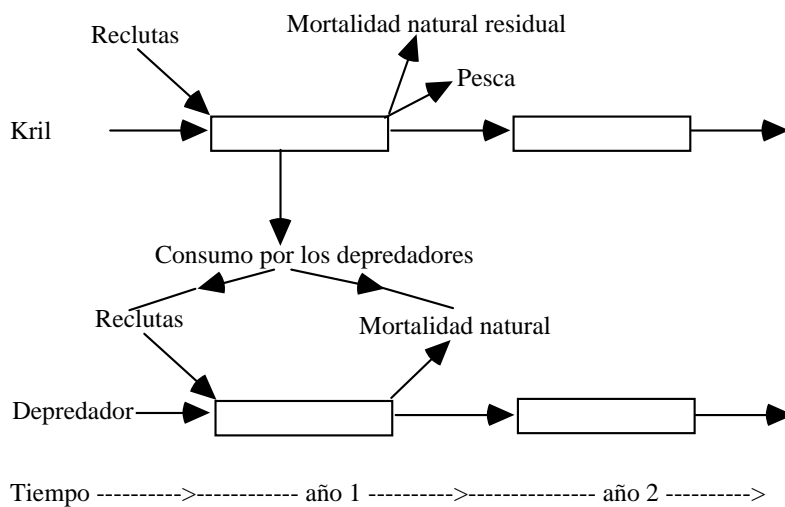 Mortalidad natural residual
Reclutas
Pesca
Kril
Consumo por los depredadores
Reclutas
Mortalidad natural
Depredador
Tiempo ----------->------------ año 1 ---------->--------------- año 2 ----------->